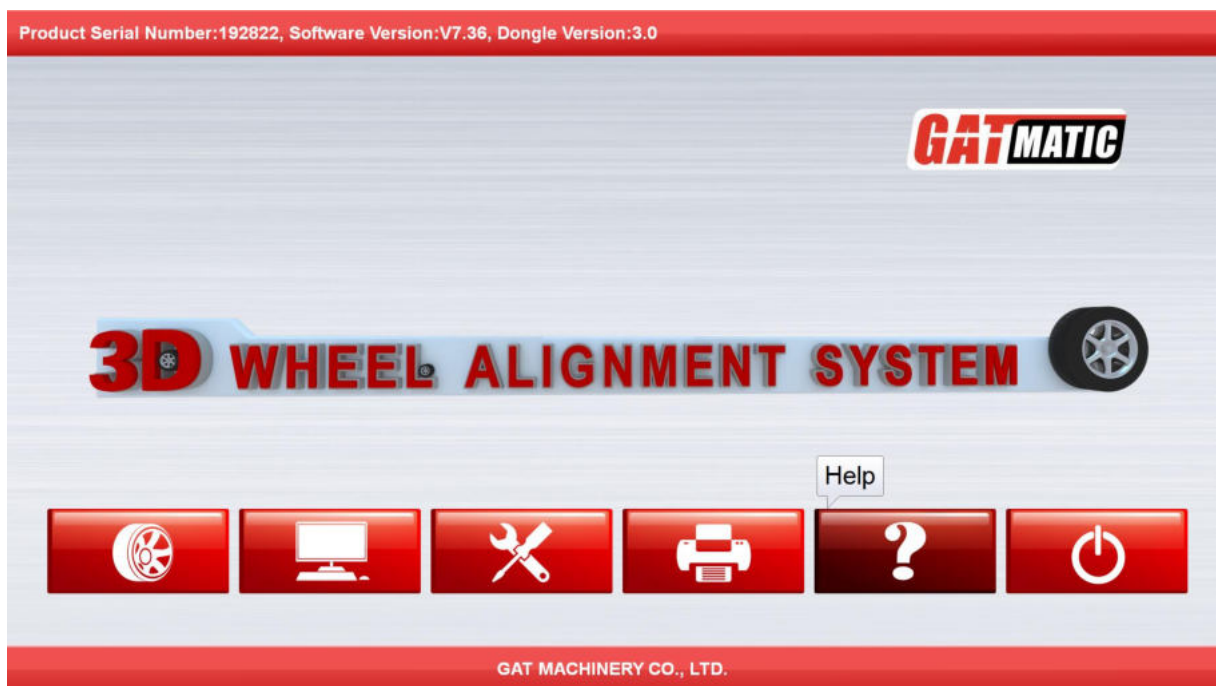 Product Serial Number:192822, Software Version:V7.36, Dongle Version:3.0
GATMATIC
3D WHEEL ALIGNMENT SYSTEM
Help
?
GAT MACHINERY CO., LTD.